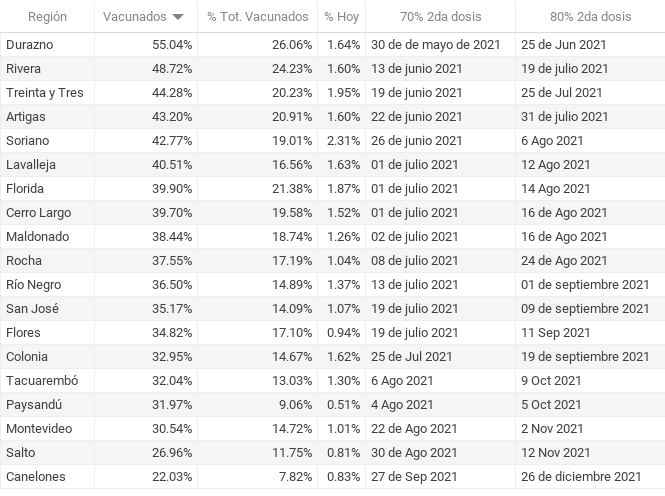 Región Vacunados % Tot. Vacunados % Hoy 70% 2da dosis 80% 2da dosis
Durazno 55.04% 26.06% 1.64% 30 de de mayo de 2021 25 de Jun 2021
Rivera 48.72% 24.23% 1.60% 13 de junio 2021 19 de julio 2021
Treinta y Tres 44.28% 20.23% 1.95% 19 de junio 2021 25 de Jul 2021
Artigas 43.20% 20.91% 1.60% 22 de junio 2021 31 de julio 2021
Soriano 42.77% 19.01% 2.31% 26 de junio 2021 6 Ago 2021
Lavalleja 40.51% 16.56% 1.63% 01 de julio 2021 12 Ago 2021
Florida 39.90% 21.38% 1.87% 01 de julio 2021 14 Ago 2021
Cerro Largo 39.70% 19.58% 1.52% 01 de julio 2021 16 de Ago 2021
Maldonado 38.44% 18.74% 1.26% 02 de julio 2021 16 de Ago 2021
Rocha 37.55% 17.19% 1.04% 08 de julio 2021 24 de Ago 2021
Río Negro 36.50% 14.89% 1.37% 13 de julio 2021 01 de septiembre 2021
San José 35.17% 14.09% 1.07% 19 de julio 2021 09 de septiembre 2021
Flores 34.82% 17.10% 0.94% 19 de julio 2021 11 Sep 2021
Colonia 32.95% 14.67% 1.62% 25 de Jul 2021 19 de septiembre 2021
Tacuarembó 32.04% 13.03% 1.30% 6 Ago 2021 9 Oct 2021
Paysandú 31.97% 9.06% 0.51% 4 Ago 2021 5 Oct 2021
Montevideo 30.54% 14.72% 1.01% 22 de Ago 2021 2 Nov 2021
Salto 26.96% 11.75% 0.81% 30 de Ago 2021 12 Nov 2021
Canelones 22.03% 7.82% 0.83% 27 de Sep 2021 26 de diciembre 2021